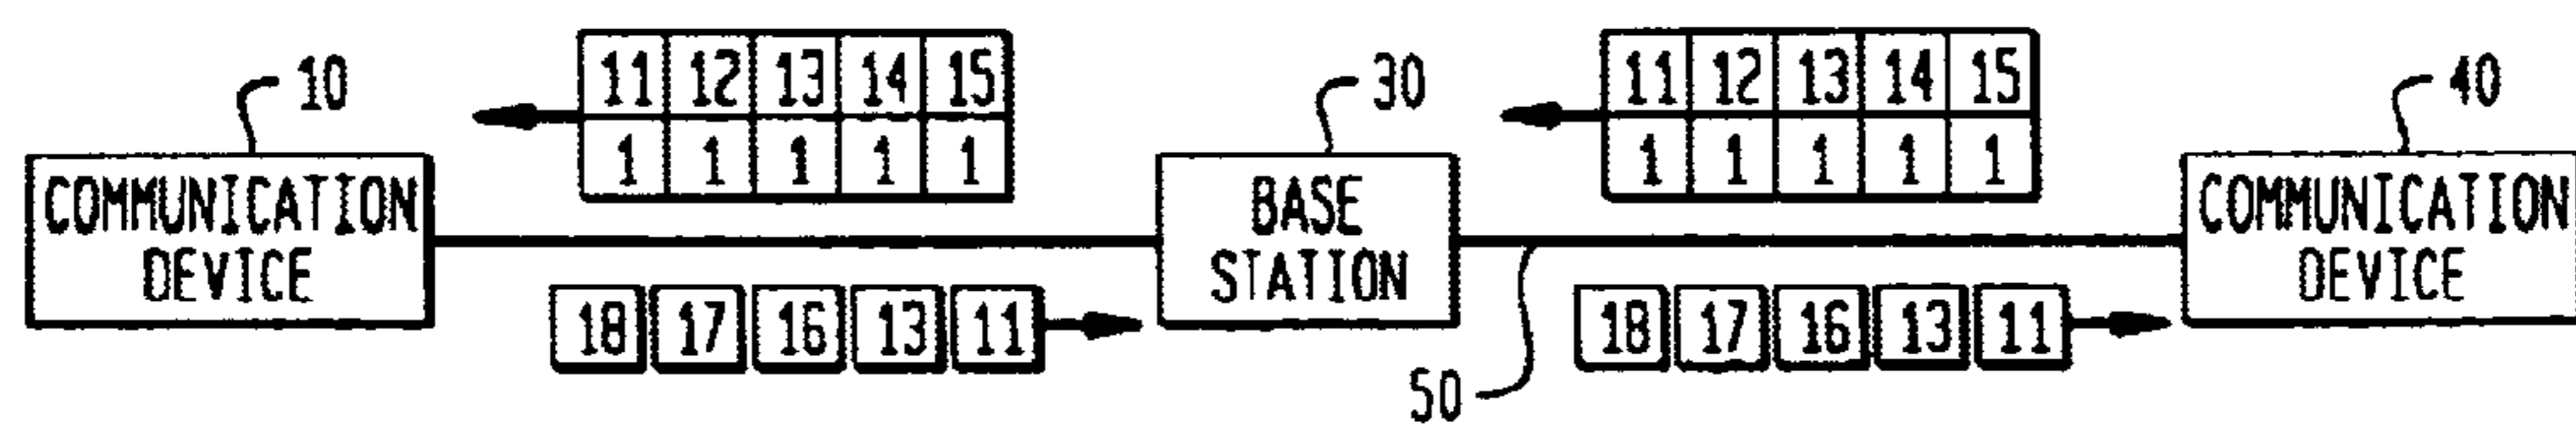 10
11 12 13 14 15
1 1 1 1 1
30
11 12 13 14 15
1 1 1 1 1
40
COMMUNICATION
DEVICE
BASE
STATION
COMMUNICATION
DEVICE
18 17 16 13 11
50
18 17 16 13 11